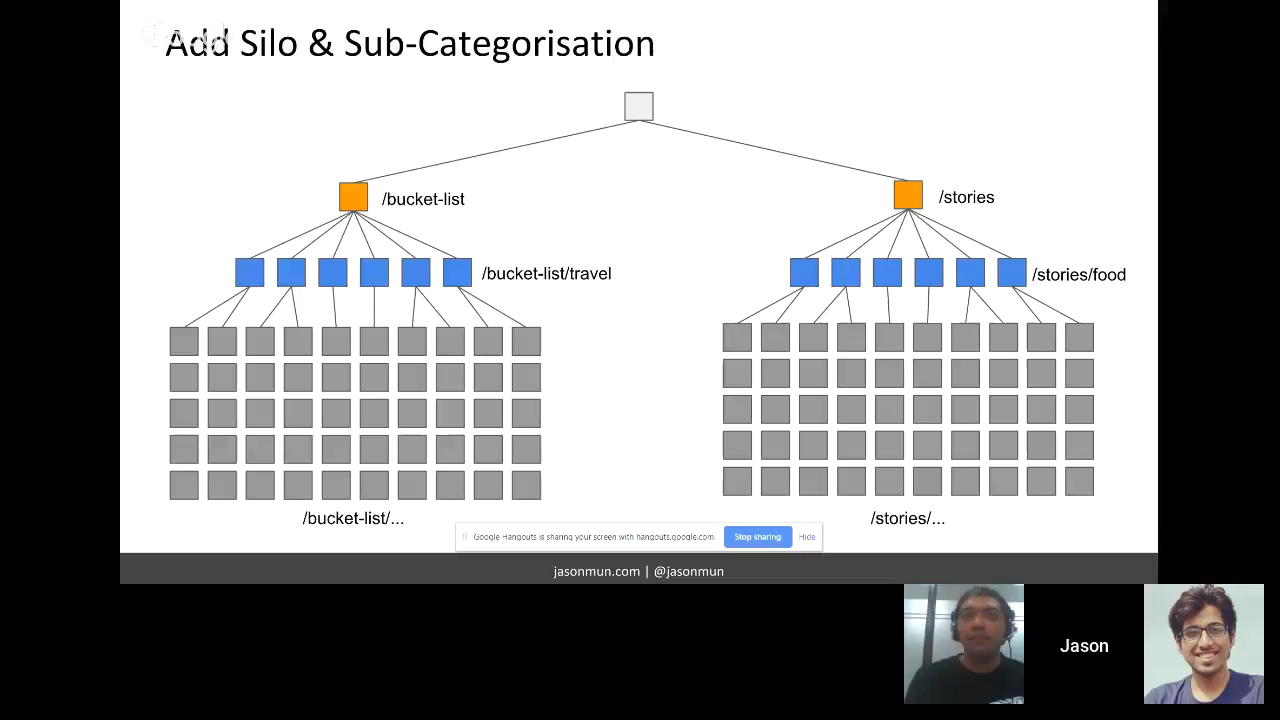 Google
Add Silo & Sub-Categorisation
/bucket-list
/stories
/bucket-list/travel
/stories/food
/bucket-list/...
/stories/...
Google Hangouts is sharing your screen with hangouts.google.com.
Stop sharing
Hide
jasonmun.com | @jasonmun
Jason